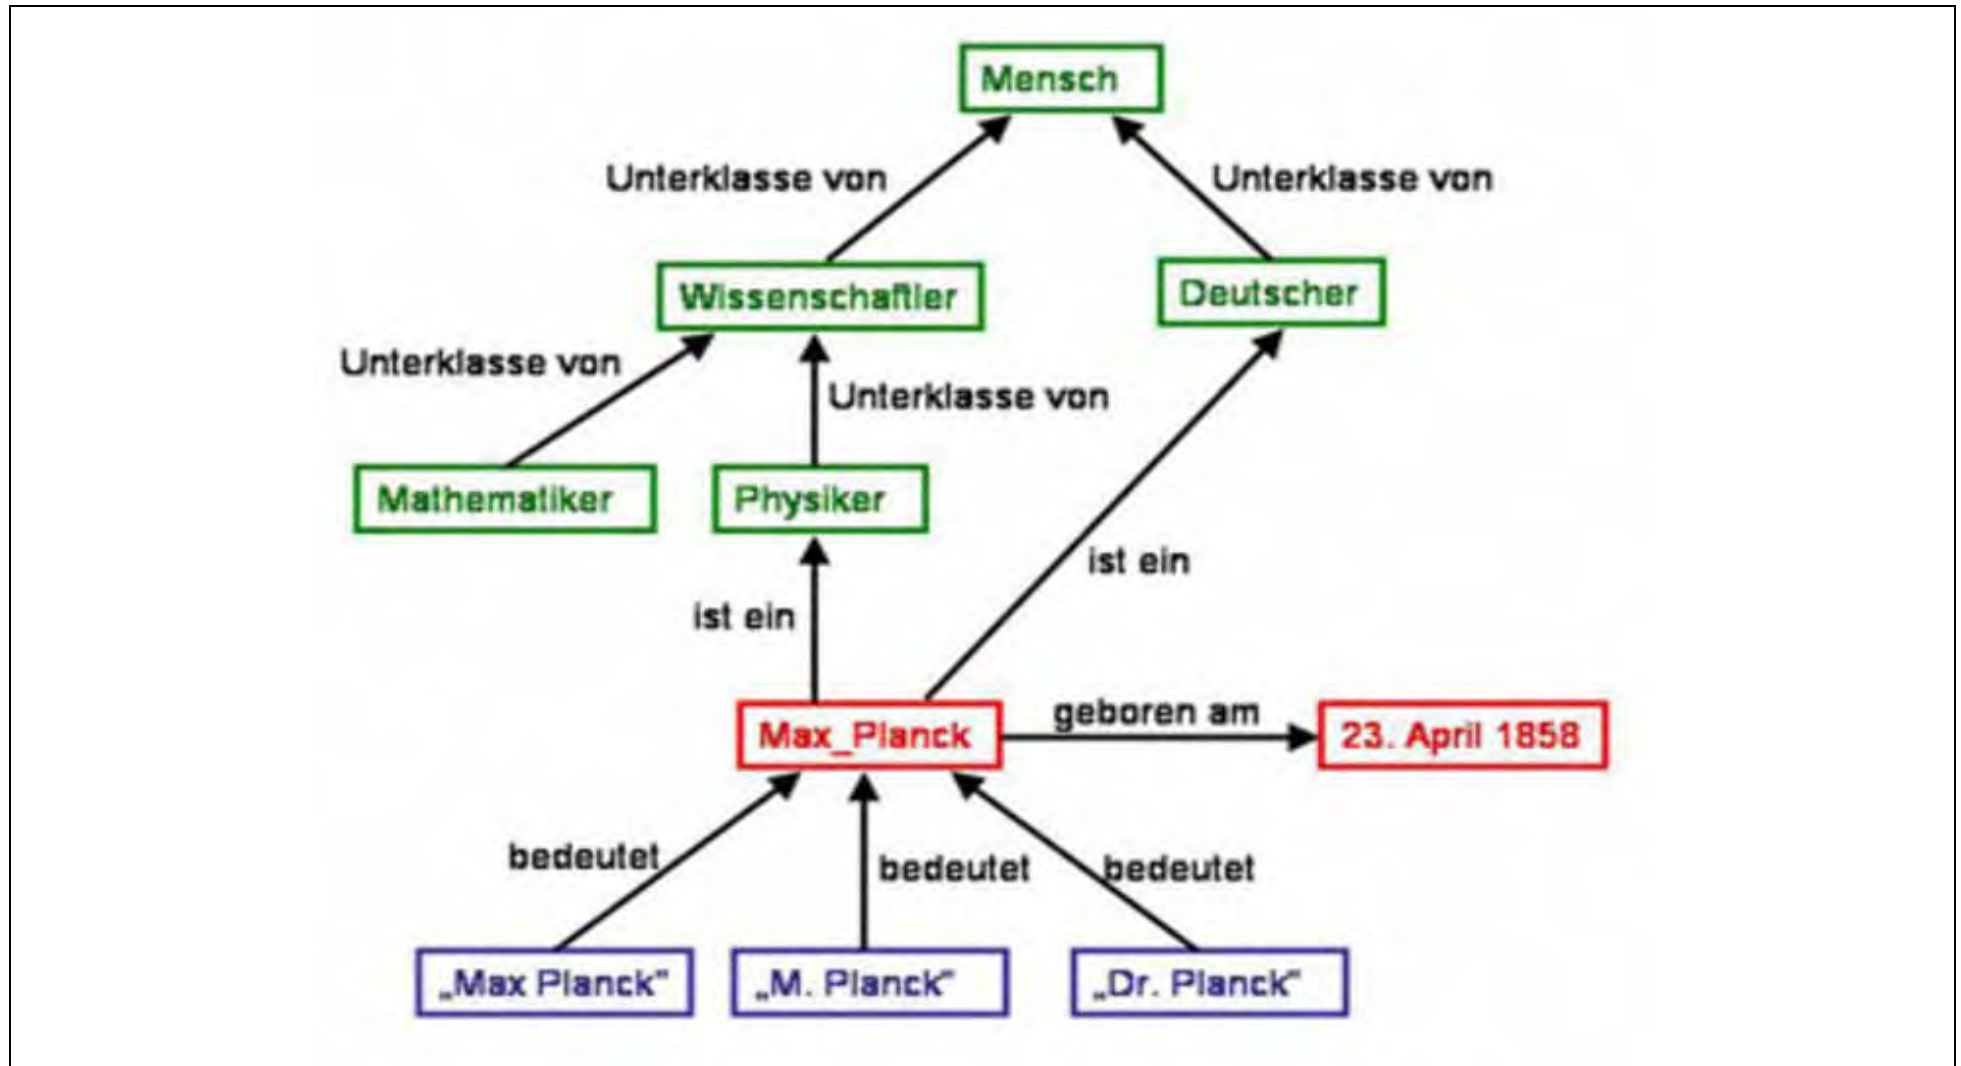 Mensch
Unterklasse von
Unterklasse von
Wissenschaftler
Deutscher
Unterklasse von
Unterklasse von
Mathematiker
Physiker
ist ein
ist ein
Max_Planck
geboren am
23. April 1858
bedeutet
bedeutet
bedeutet
„Max Planck“
„M. Planck“
„Dr. Planck“